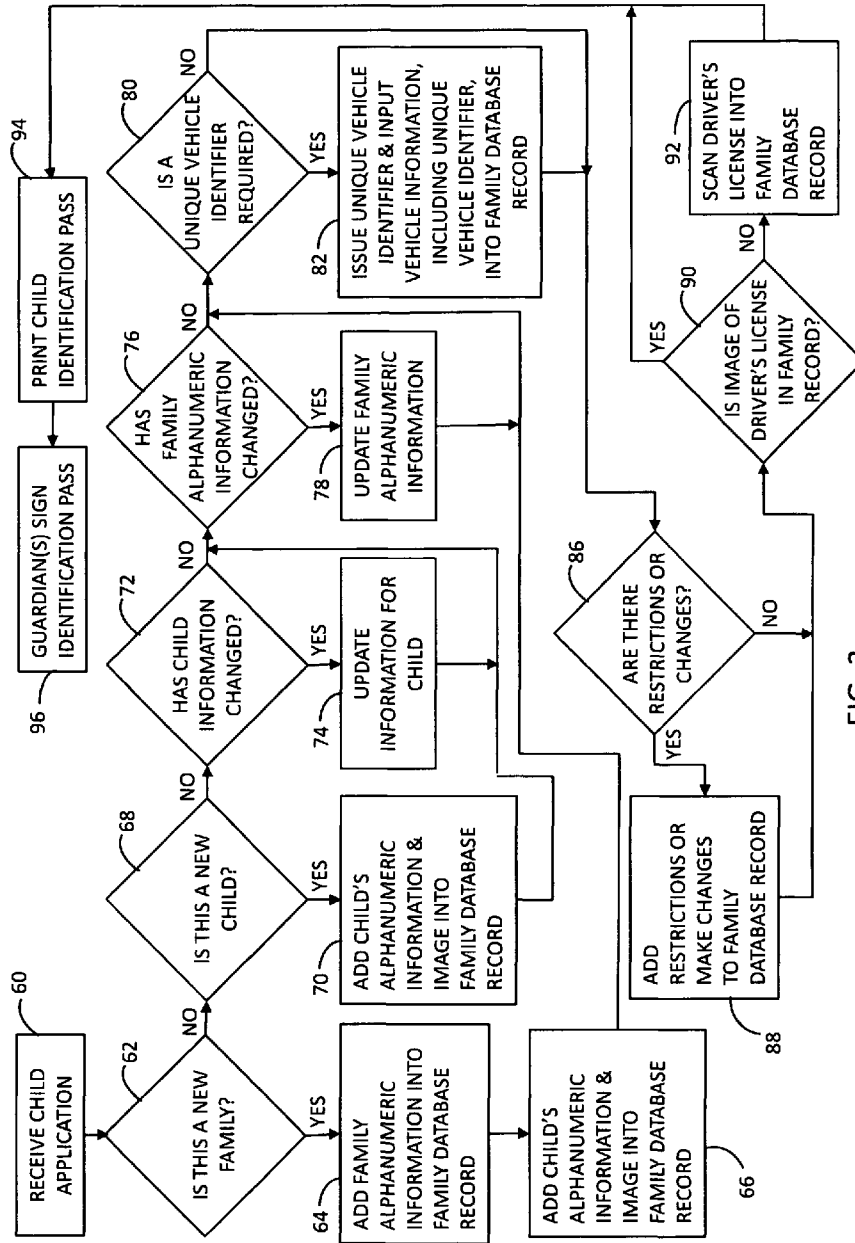 60
RECEIVE CHILD
APPLICATION
62
IS THIS A NEW
FAMILY?
NO
YES
64
ADD FAMILY
ALPHANUMERIC
INFORMATION INTO
FAMILY DATABASE
RECORD
ADD CHILD'S
ALPHANUMERIC
INFORMATION &
IMAGE INTO
FAMILY DATABASE
RECORD
66
68
IS THIS A NEW
CHILD?
NO
YES
70
ADD CHILD'S
ALPHANUMERIC
INFORMATION &
IMAGE INTO
FAMILY DATABASE
RECORD
72
HAS CHILD
INFORMATION
CHANGED?
NO
YES
74
UPDATE
INFORMATION FOR
CHILD
76
HAS
FAMILY
ALPHANUMERIC
INFORMATION
CHANGED?
NO
YES
78
UPDATE FAMILY
ALPHANUMERIC
INFORMATION
80
IS A
UNIQUE VEHICLE
IDENTIFIER
REQUIRED?
NO
YES
82
ISSUE UNIQUE VEHICLE
IDENTIFIER & INPUT
VEHICLE INFORMATION,
INCLUDING UNIQUE
VEHICLE IDENTIFIER,
INTO FAMILY DATABASE
RECORD
86
ARE THERE
RESTRICTIONS OR
CHANGES?
YES
NO
ADD
RESTRICTIONS OR
MAKE CHANGES
TO FAMILY
DATABASE RECORD
88
90
IS IMAGE OF
DRIVER'S LICENSE
IN FAMILY
RECORD?
YES
NO
92
SCAN DRIVER'S
LICENSE INTO
FAMILY
DATABASE
RECORD
94
PRINT CHILD
IDENTIFICATION PASS
GUARDIAN(S) SIGN
IDENTIFICATION PASS
96